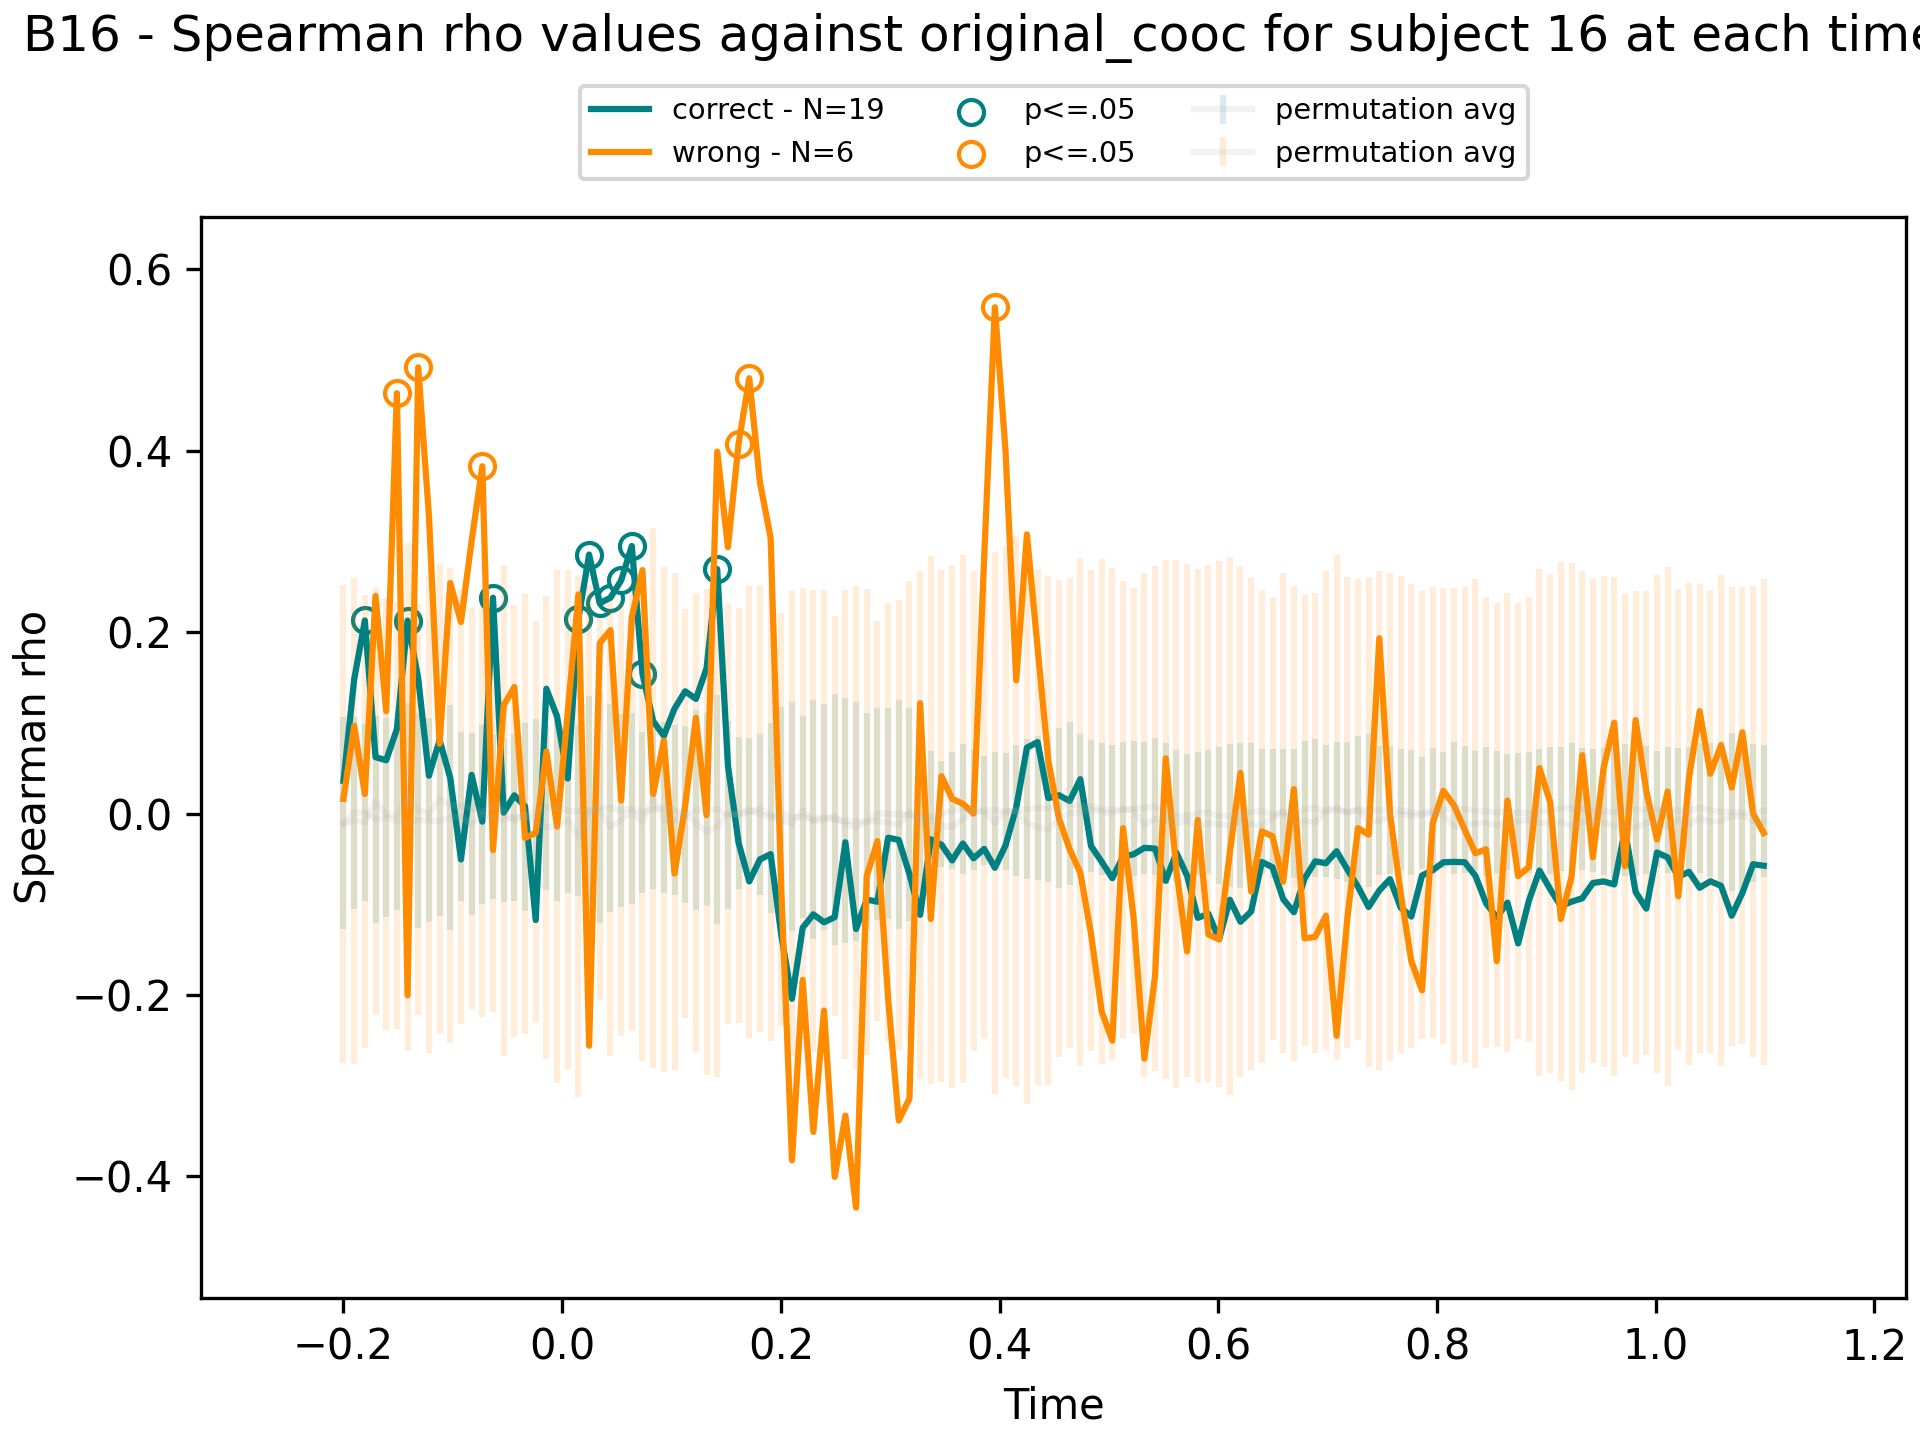 B16 - Spearman rho values against original_cooc for subject 16 at each time
correct - N=19
wrong - N=6
p<=.05
p<=.05
permutation avg
permutation avg
Spearman rho
0.6
0.4
0.2
0.0
−0.2
−0.4
−0.2 0.0 0.2 0.4 0.6 0.8 1.0 1.2
Time